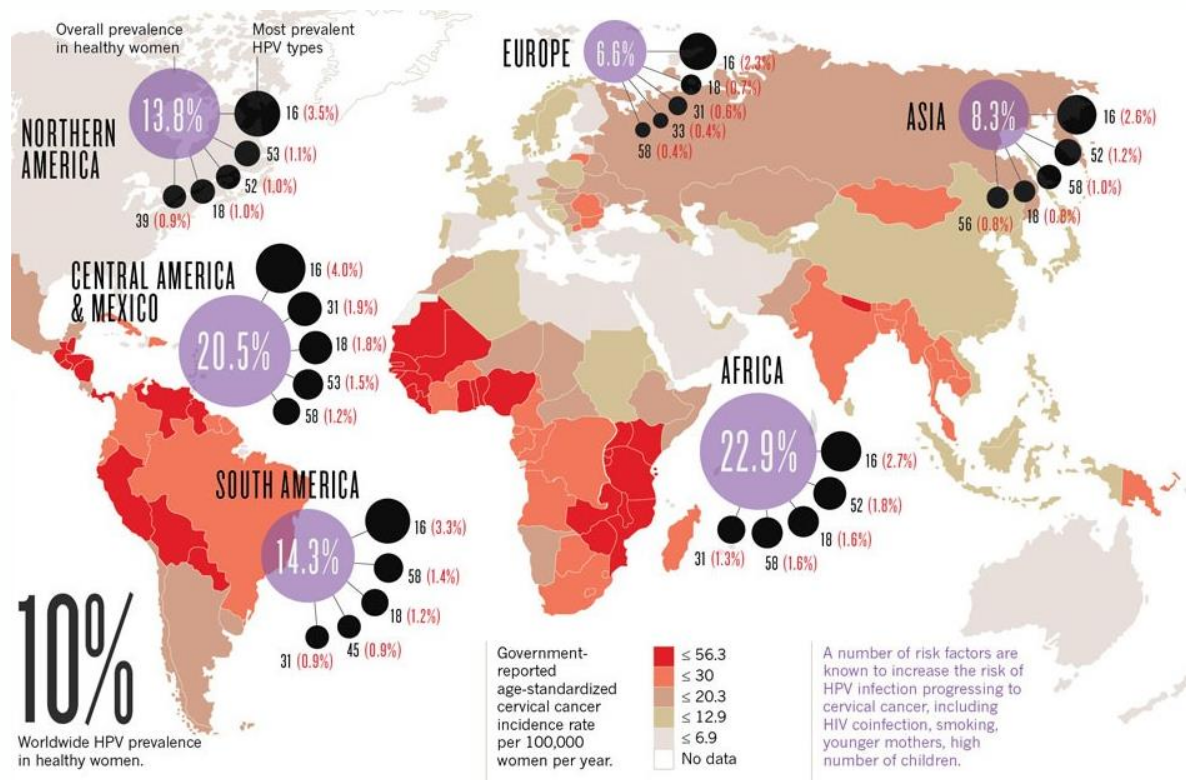 Overall prevalence
in healthy women
Most prevalent
HPV types
NORTHERN
AMERICA
13.8%
16 (3.5%)
53 (1.1%)
52 (1.0%)
18 (1.0%)
39 (0.9%)
EUROPE
6.6%
16 (2.3%)
18 (0.7%)
31 (0.6%)
33 (0.4%)
58 (0.4%)
ASIA
8.3%
16 (2.6%)
52 (1.2%)
58 (1.0%)
18 (0.8%)
56 (0.8%)
CENTRAL AMERICA
& MEXICO
20.5%
16 (4.0%)
31 (1.9%)
18 (1.8%)
53 (1.5%)
58 (1.2%)
AFRICA
22.9%
16 (2.7%)
52 (1.8%)
18 (1.6%)
58 (1.6%)
31 (1.3%)
SOUTH AMERICA
14.3%
16 (3.3%)
58 (1.4%)
18 (1.2%)
45 (0.9%)
31 (0.9%)
10%
Worldwide HPV prevalence
in healthy women.
Government-
reported
age-standardized
cervical cancer
incidence rate
per 100,000
women per year.
≤ 56.3
≤ 30
≤ 20.3
≤ 12.9
≤ 6.9
No data
A number of risk factors are
known to increase the risk of
HPV infection progressing to
cervical cancer, including
HIV coinfection, smoking,
younger mothers, high
number of children.